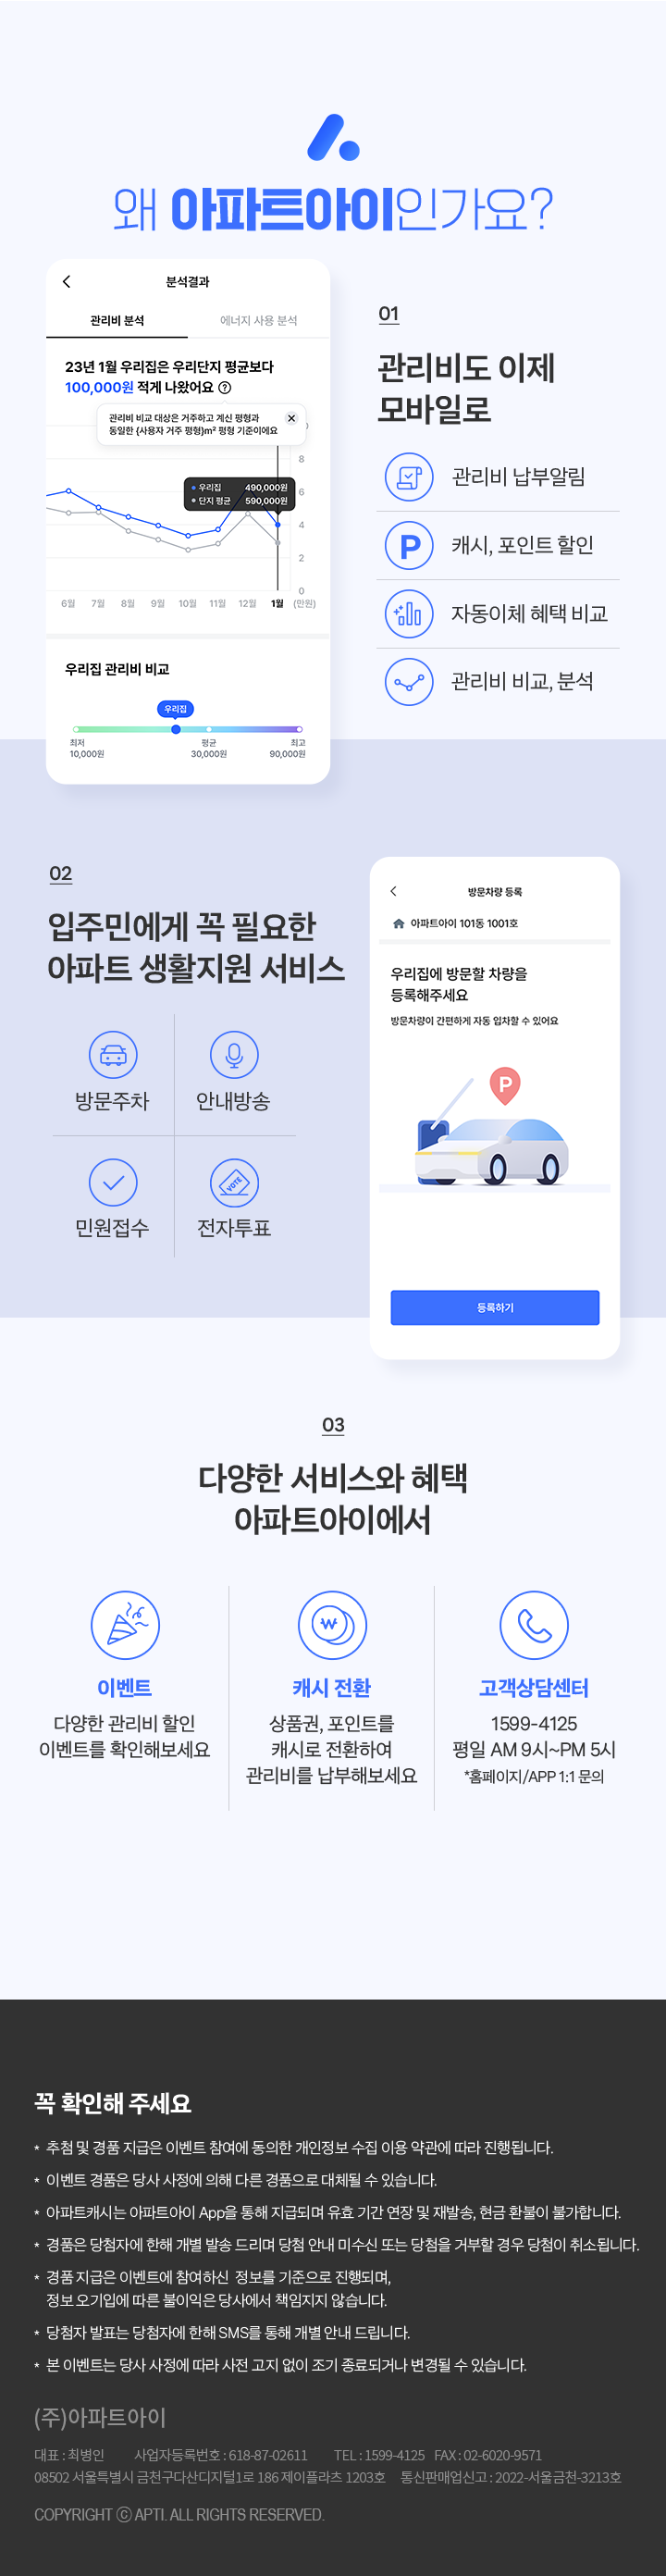 왜 아파트아이인가요?
분석결과
관리비 분석 에너지 사용 분석
23년 1월 우리집은 우리단지 평균보다
100,000원 적게 나왔어요 ?
관리비 비교 대상은 거주하고 계신 평형과
동일한 {사용자 거주 평형}m² 평형 기준이에요
우리집 490,000원
단지 평균 590,000원
8
6
4
2
0
6월 7월 8월 9월 10월 11월 12월 1월 (만원)
우리집 관리비 비교
우리집
최저 평균 최고
10,000원 30,000원 90,000원
01
관리비도 이제
모바일로
관리비 납부알림
P 캐시, 포인트 할인
자동이체 혜택 비교
관리비 비교, 분석
02
입주민에게 꼭 필요한
아파트 생활지원 서비스
방문주차 안내방송
VOTE
민원접수 전자투표
방문차량 등록
아파트아이 101동 1001호
우리집에 방문할 차량을
등록해주세요
방문차량이 간편하게 자동 입차할 수 있어요
P
등록하기
03
다양한 서비스와 혜택
아파트아이에서
이벤트
다양한 관리비 할인
이벤트를 확인해보세요
₩
캐시 전환
상품권, 포인트를
캐시로 전환하여
관리비를 납부해보세요
고객상담센터
1599-4125
평일 AM 9시~PM 5시
*홈페이지/APP 1:1 문의
꼭 확인해 주세요
* 추첨 및 경품 지급은 이벤트 참여에 동의한 개인정보 수집 이용 약관에 따라 진행됩니다.
* 이벤트 경품은 당사 사정에 의해 다른 경품으로 대체될 수 있습니다.
* 아파트캐시는 아파트아이 App을 통해 지급되며 유효 기간 연장 및 재발송, 현금 환불이 불가합니다.
* 경품은 당첨자에 한해 개별 발송 드리며 당첨 안내 미수신 또는 당첨을 거부할 경우 당첨이 취소됩니다.
* 경품 지급은 이벤트에 참여하신 정보를 기준으로 진행되며,
정보 오기입에 따른 불이익은 당사에서 책임지지 않습니다.
* 당첨자 발표는 당첨자에 한해 SMS를 통해 개별 안내 드립니다.
* 본 이벤트는 당사 사정에 따라 사전 고지 없이 조기 종료되거나 변경될 수 있습니다.
(주)아파트아이
대표 : 최병인 사업자등록번호 : 618-87-02611 TEL : 1599-4125 FAX : 02-6020-9571
08502 서울특별시 금천구다산디지털1로 186 제이플라츠 1203호 통신판매업신고 : 2022-서울금천-3213호
COPYRIGHT ⓒ APTI. ALL RIGHTS RESERVED.